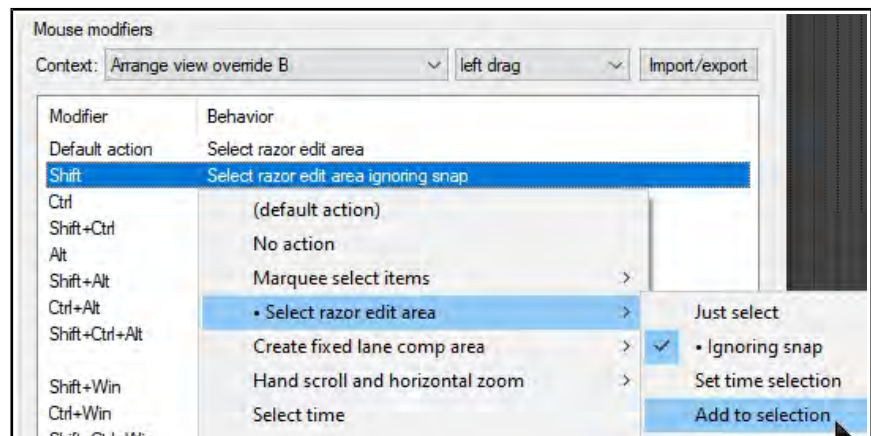 Mouse modifiers
Context: Arrange view override B left drag Import/export
Modifier Behavior
Default action Select razor edit area
Shift Select razor edit area ignoring snap
Ctrl
(default action)
Shift+Ctrl
No action
Alt
Shift+Alt Marquee select items >
Ctrl+Alt • Select razor edit area > Just select
Shift+Ctrl+Alt Create fixed lane comp area > ✓ • Ignoring snap
Shift+Win Hand scroll and horizontal zoom > Set time selection
Ctrl+Win Select time Add to selection